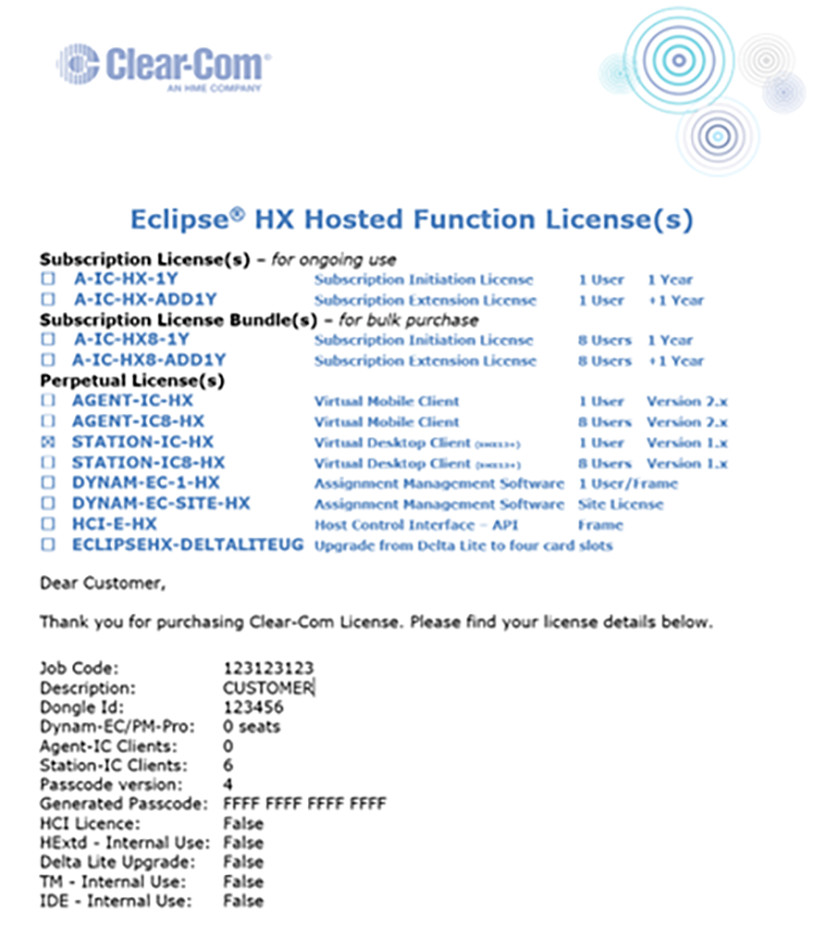 Clear-Com®
AN HME COMPANY
Eclipse® HX Hosted Function License(s)
Subscription License(s) – for ongoing use
☐ A-IC-HX-1Y Subscription Initiation License 1 User 1 Year
☐ A-IC-HX-ADD1Y Subscription Extension License 1 User +1 Year
Subscription License Bundle(s) – for bulk purchase
☐ A-IC-HX8-1Y Subscription Initiation License 8 Users 1 Year
☐ A-IC-HX8-ADD1Y Subscription Extension License 8 Users +1 Year
Perpetual License(s)
☐ AGENT-IC-HX Virtual Mobile Client 1 User Version 2.x
☐ AGENT-IC8-HX Virtual Mobile Client 8 Users Version 2.x
☒ STATION-IC-HX Virtual Desktop Client 1 User Version 1.x
☐ STATION-IC8-HX Virtual Desktop Client 8 Users Version 1.x
☐ DYNAM-EC-1-HX Assignment Management Software 1 User/Frame
☐ DYNAM-EC-SITE-HX Assignment Management Software Site License
☐ HCI-E-HX Host Control Interface – API Frame
☐ ECLIPSEHX-DELTALITEUG Upgrade from Delta Lite to four card slots
Dear Customer,
Thank you for purchasing Clear-Com License. Please find your license details below.
Job Code: 123123123
Description: CUSTOMER
Dongle Id: 123456
Dynam-EC/PM-Pro: 0 seats
Agent-IC Clients: 0
Station-IC Clients: 6
Passcode version: 4
Generated Passcode: FFFF FFFF FFFF FFFF
HCI Licence: False
HExtd - Internal Use: False
Delta Lite Upgrade: False
TM - Internal Use: False
IDE - Internal Use: False